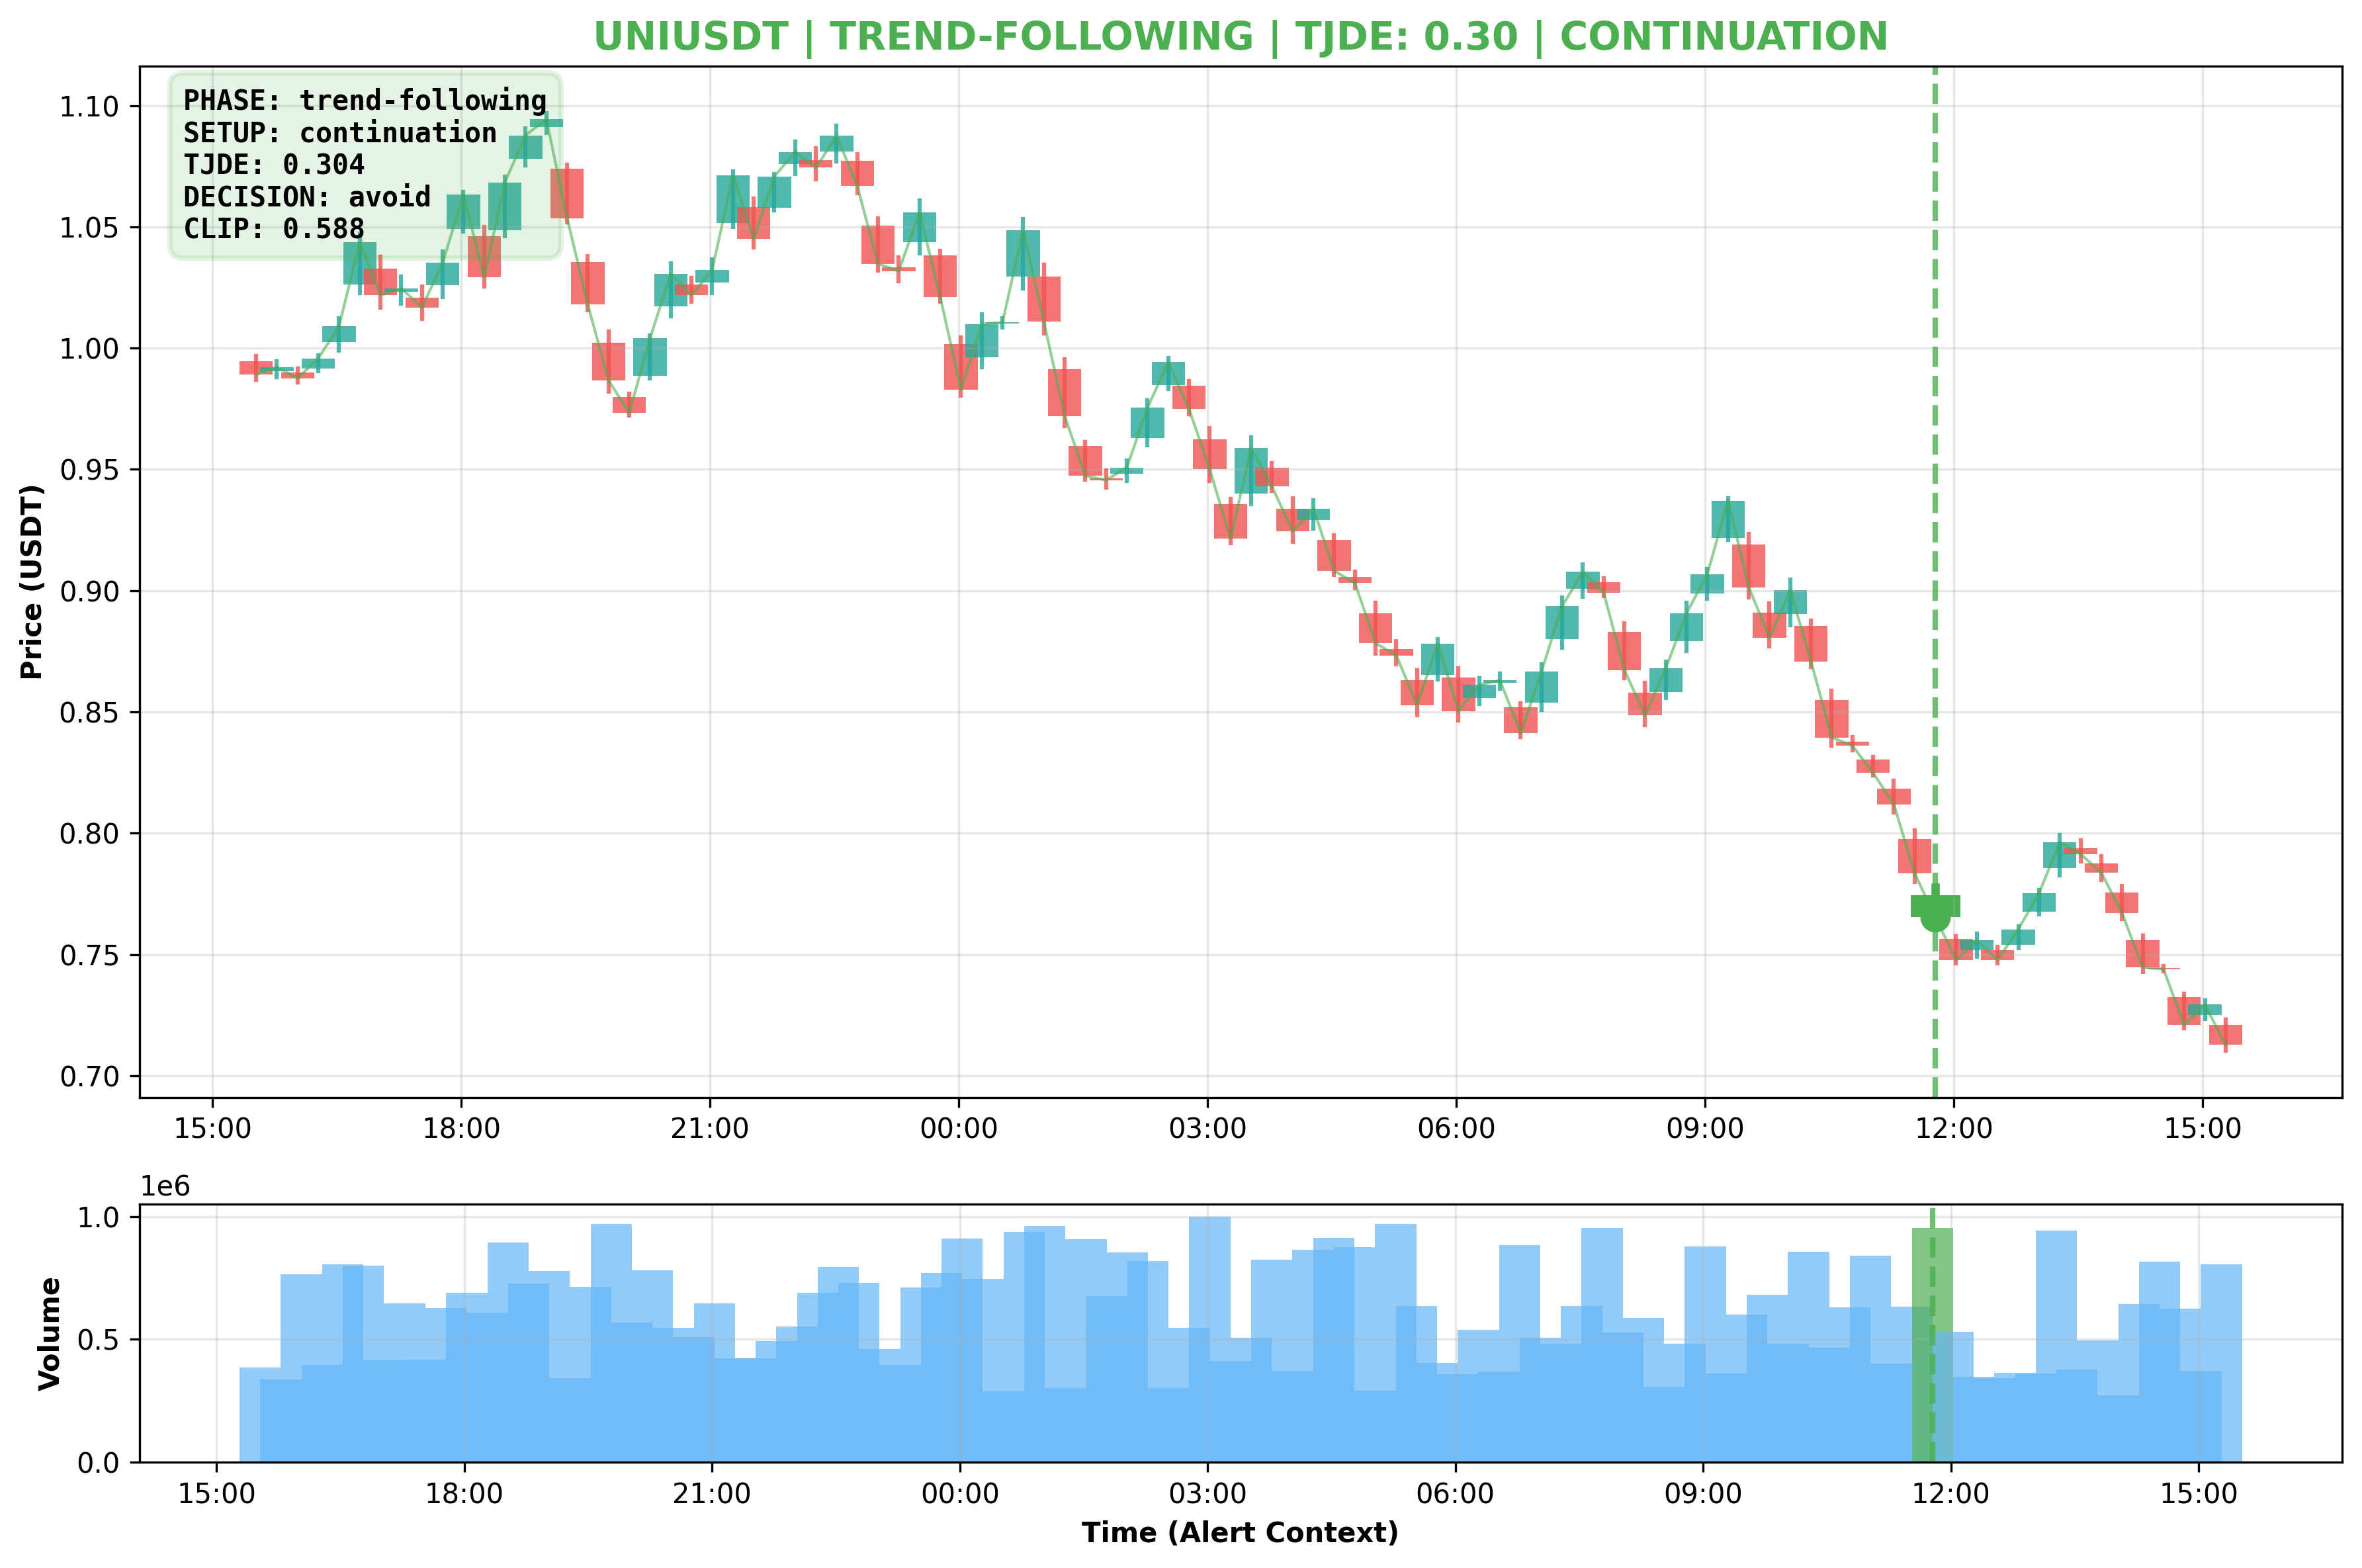 UNIUSDT | TREND-FOLLOWING | TJDE: 0.30 | CONTINUATION
PHASE: trend-following
SETUP: continuation
TJDE: 0.304
DECISION: avoid
CLIP: 0.588
Price (USDT)
1.10
1.05
1.00
0.95
0.90
0.85
0.80
0.75
0.70
15:00 18:00 21:00 00:00 03:00 06:00 09:00 12:00 15:00
1e6
Volume
1.0
0.5
0.0
15:00 18:00 21:00 00:00 03:00 06:00 09:00 12:00 15:00
Time (Alert Context)